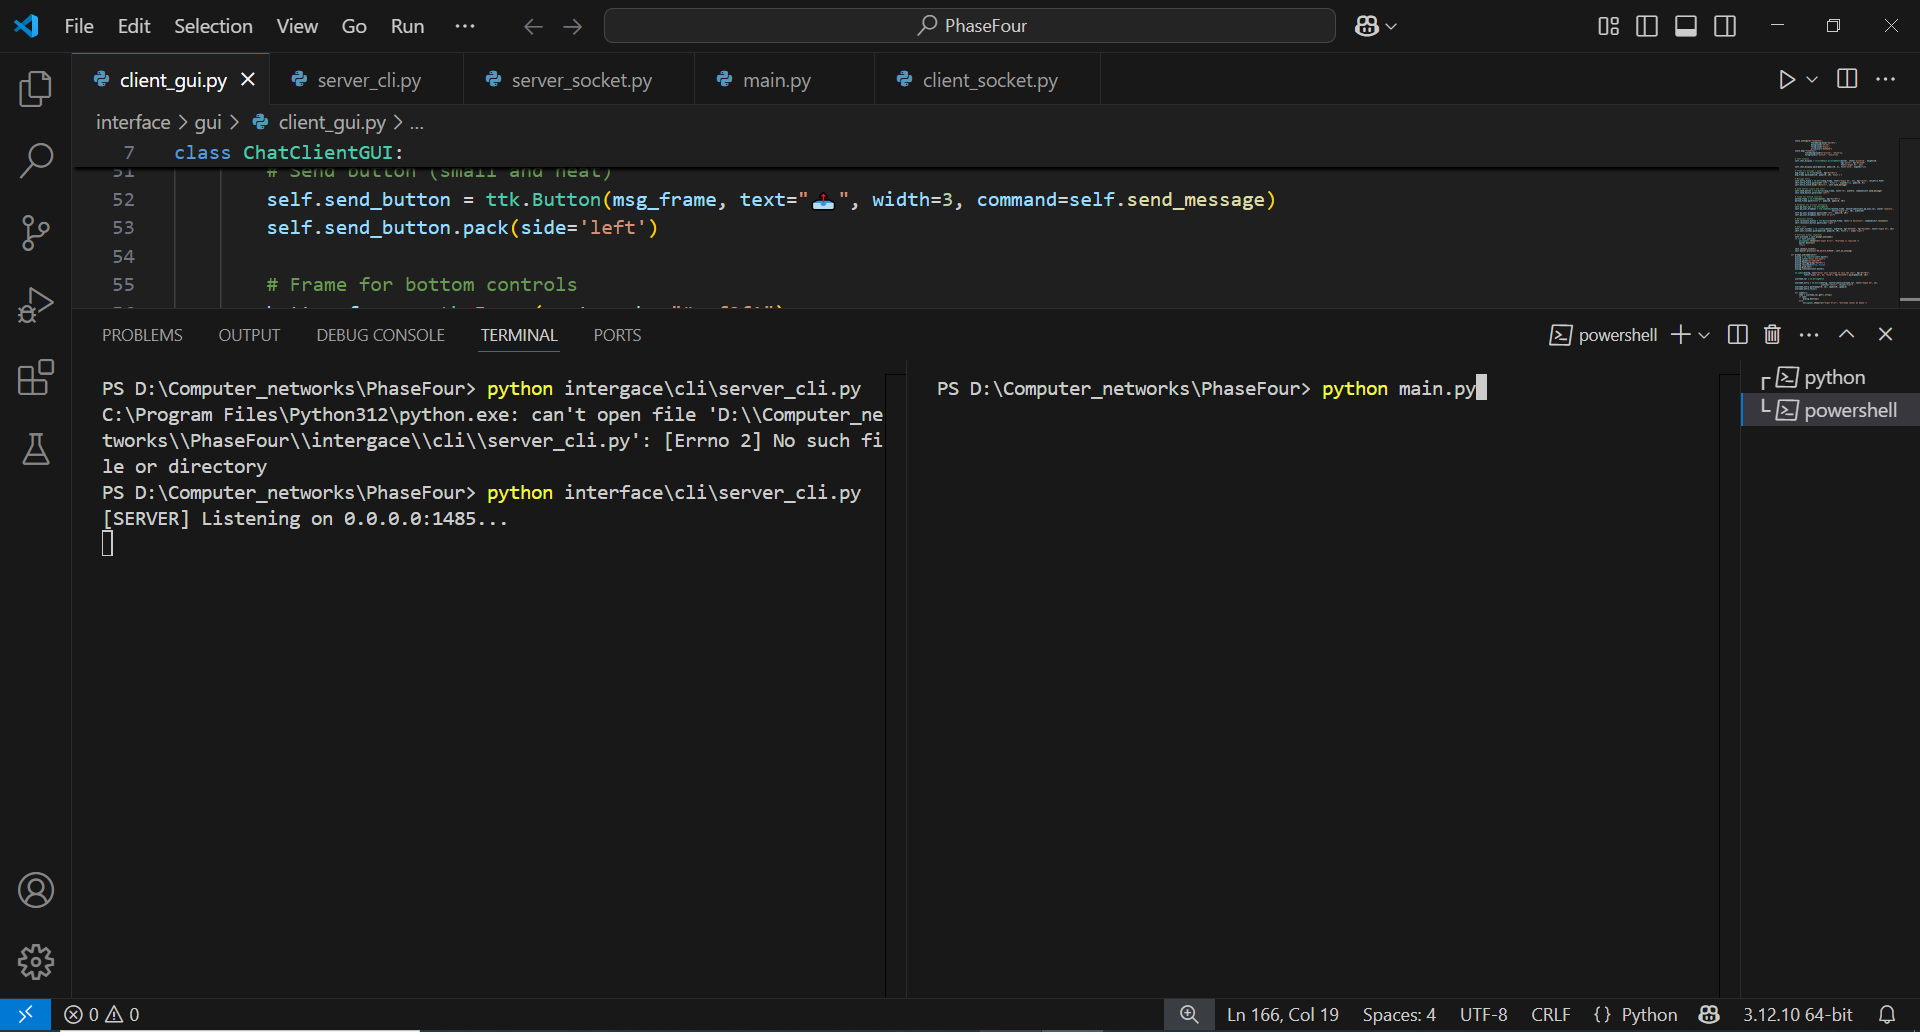 File Edit Selection View Go Run ···
PhaseFour
client_gui.py
server_cli.py
server_socket.py
main.py
client_socket.py
interface > gui > client_gui.py > ...
7 class ChatClientGUI:
51 # Send button (small and neat)
52 self.send_button = ttk.Button(msg_frame, text="📤", width=3, command=self.send_message)
53 self.send_button.pack(side='left')
54
55 # Frame for bottom controls
PROBLEMS OUTPUT DEBUG CONSOLE TERMINAL PORTS
powershell
PS D:\Computer_networks\PhaseFour> python intergace\cli\server_cli.py
C:\Program Files\Python312\python.exe: can't open file 'D:\\Computer_ne
tworks\\PhaseFour\\intergace\\cli\\server_cli.py': [Errno 2] No such fi
le or directory
PS D:\Computer_networks\PhaseFour> python interface\cli\server_cli.py
[SERVER] Listening on 0.0.0.0:1485...
PS D:\Computer_networks\PhaseFour> python main.py
python
powershell
0 0
Ln 166, Col 19 Spaces: 4 UTF-8 CRLF {} Python 3.12.10 64-bit